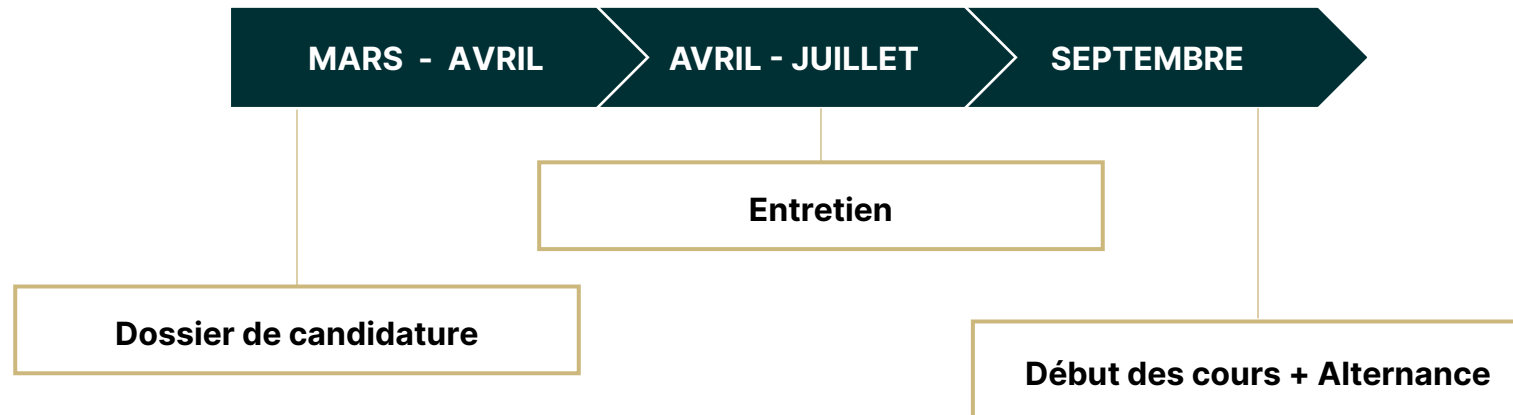 MARS - AVRIL
AVRIL - JUILLET
SEPTEMBRE
Entretien
Dossier de candidature
Début des cours + Alternance